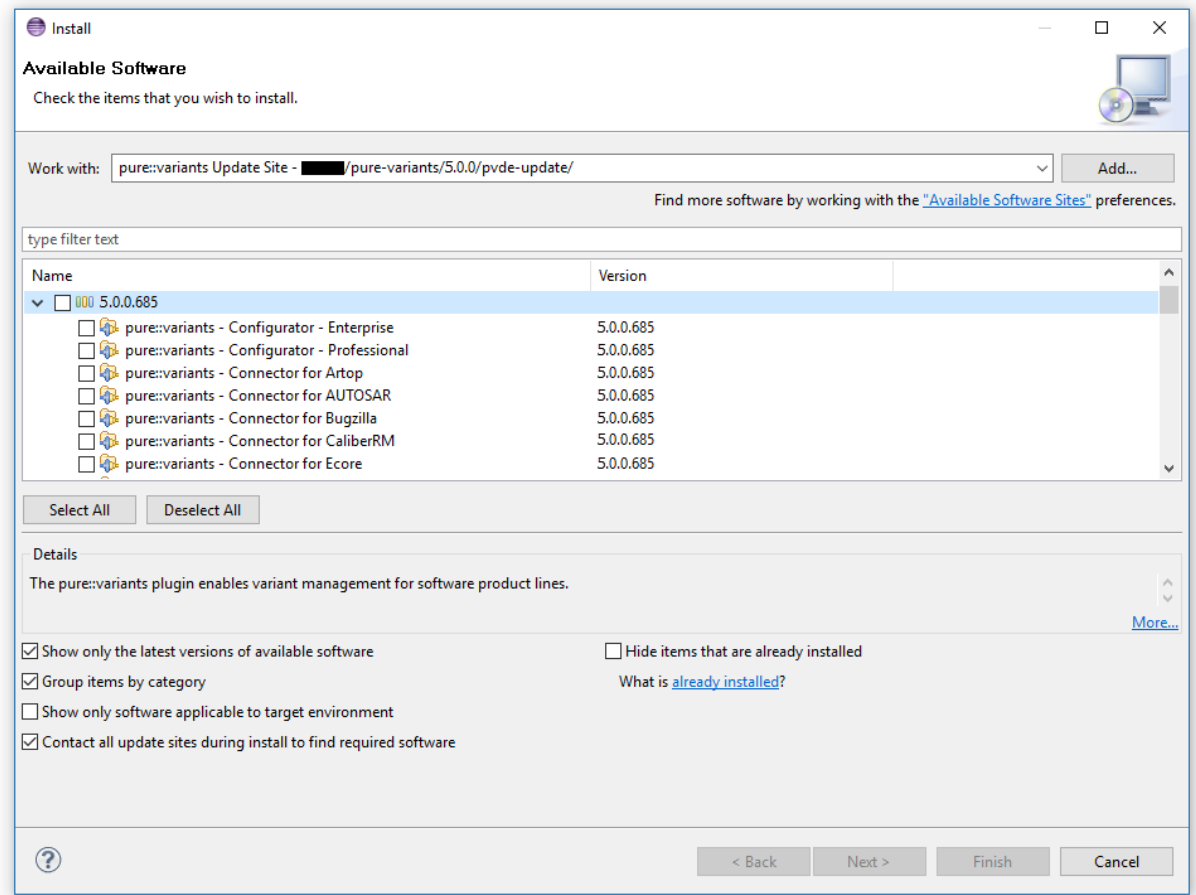 Install
Available Software
Check the items that you wish to install.
Work with: pure::variants Update Site - /pure-variants/5.0.0/pvde-update/ Add...
Find more software by working with the "Available Software Sites" preferences.
type filter text
Name Version
5.0.0.685
pure::variants - Configurator - Enterprise 5.0.0.685
pure::variants - Configurator - Professional 5.0.0.685
pure::variants - Connector for Artop 5.0.0.685
pure::variants - Connector for AUTOSAR 5.0.0.685
pure::variants - Connector for Bugzilla 5.0.0.685
pure::variants - Connector for CaliberRM 5.0.0.685
pure::variants - Connector for Ecore 5.0.0.685
Select All Deselect All
Details
The pure::variants plugin enables variant management for software product lines.
More...
Show only the latest versions of available software Hide items that are already installed
Group items by category What is already installed?
Show only software applicable to target environment
Contact all update sites during install to find required software
? < Back Next > Finish Cancel